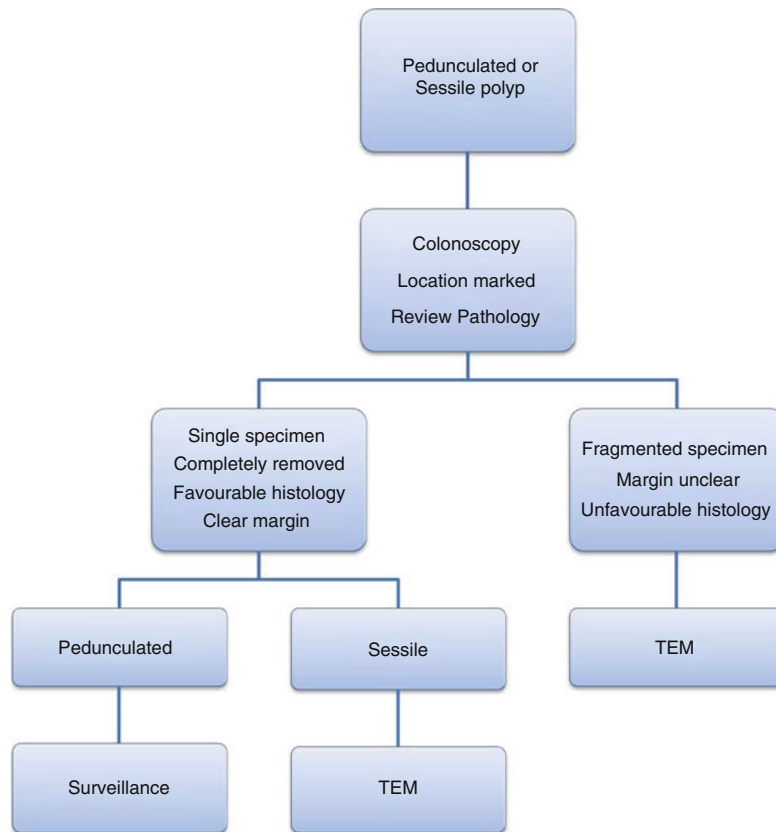 Pedunculated or
Sessile polyp
Colonoscopy
Location marked
Review Pathology
Single specimen
Completely removed
Favourable histology
Clear margin
Fragmented specimen
Margin unclear
Unfavourable histology
Pedunculated
Sessile
TEM
Surveillance
TEM